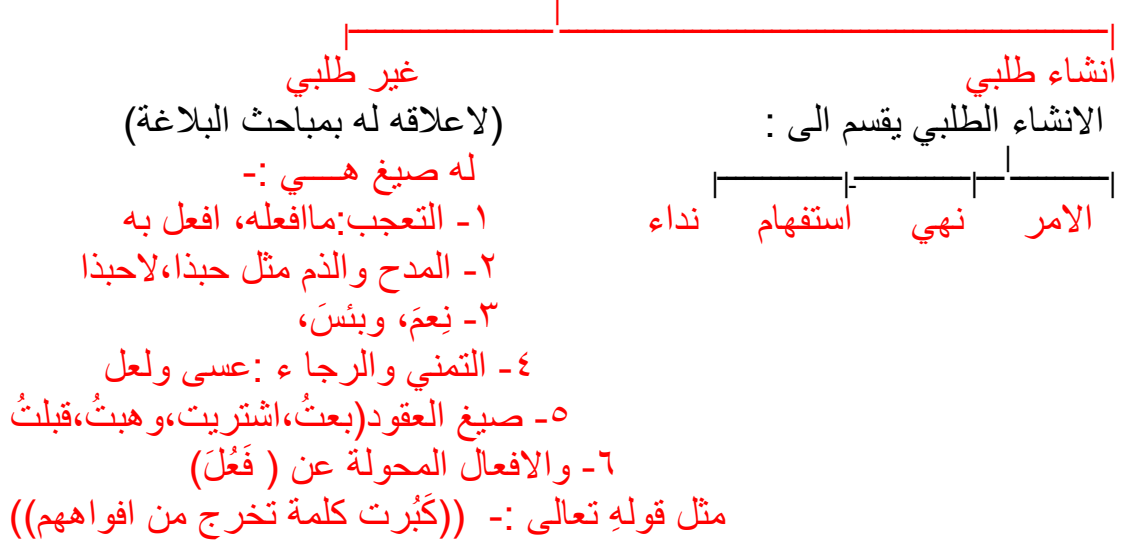 انشاء طلبي غير طلبي
الانشاء الطلبي يقسم الى : (لاعلاقه له بمباحث البلاغة)
له صيغ هـــي :-
الامر نهي استفهام نداء ١- التعجب:ماافعله، افعل به
٢- المدح والذم مثل حبذا،لاحبذا
٣- نِعمَ، وبئسَ،
٤- التمني والرجا ء :عسى ولعل
٥- صيغ العقود(بعتُ،اشتريت،وهبتُ،قبلتُ
٦- والافعال المحولة عن ( فَعُلَ)
مثل قولهِ تعالى :- ((كَبُرت كلمة تخرج من افواههم))